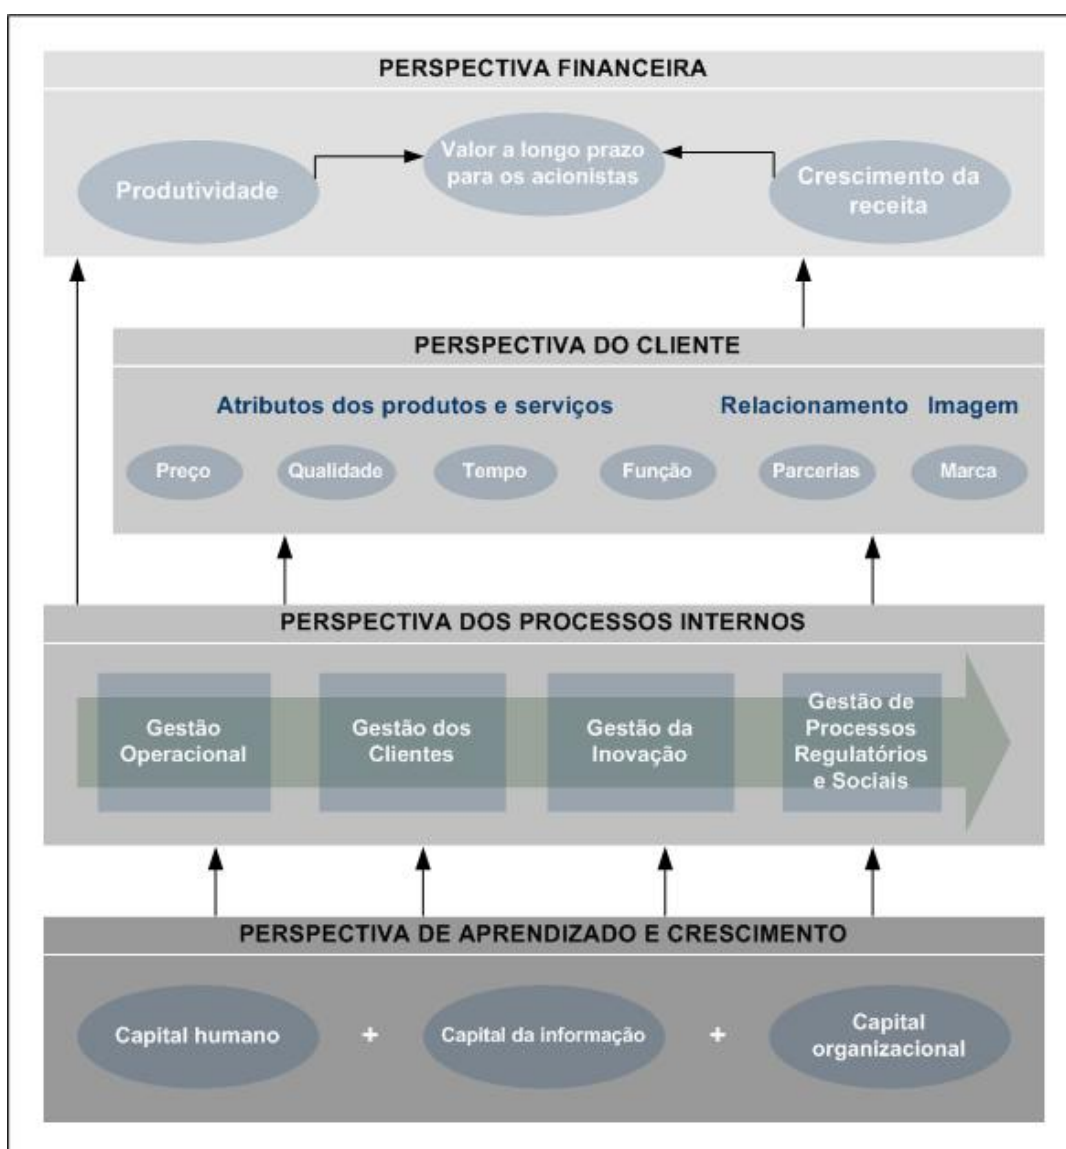 PERSPECTIVA FINANCEIRA
Produtividade
Valor a longo prazo
para os acionistas
Crescimento da
receita
PERSPECTIVA DO CLIENTE
Atributos dos produtos e serviços
Relacionamento
Imagem
Preço
Qualidade
Tempo
Função
Parcerias
Marca
PERSPECTIVA DOS PROCESSOS INTERNOS
Gestão
Operacional
Gestão dos
Clientes
Gestão da
Inovação
Gestão de
Processos
Regulatórios
e Sociais
PERSPECTIVA DE APRENDIZADO E CRESCIMENTO
Capital humano
+
Capital da informação
+
Capital
organizacional